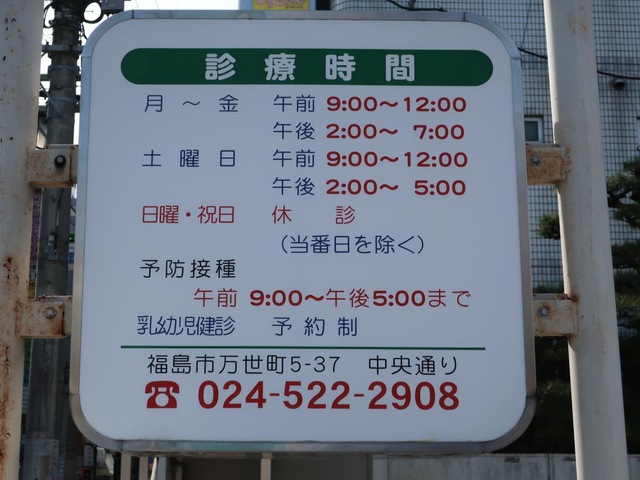 診療時間
月～金 午前 9:00～12:00
午後 2:00～ 7:00
土曜日 午前 9:00～12:00
午後 2:00～ 5:00
日曜・祝日 休診
（当番日を除く）
予防接種
午前 9:00～午後5:00まで
乳幼児健診 予約制
福島市万世町5-37 中央通り
☎ 024-522-2908